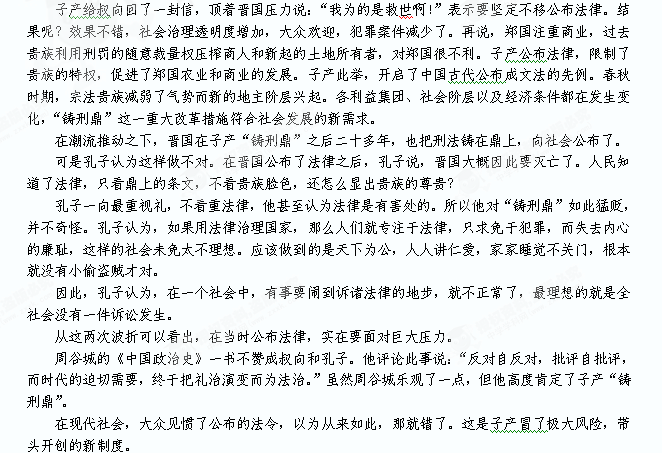 子产给权向回了一封信，顶着晋国压力说：“我为的是救世啊!”表示要坚定不移公布法律。结
果呢？效果不错，社会治理透明度增加，大众欢迎，犯罪案件减少了。再说，郑国注重商业，过去
贵族利用刑罚的随意裁量权压榨商人和新起的土地所有者，对郑国很不利。子产公布法律，限制了
贵族的特权，促进了郑国农业和商业的发展。子产此举，开启了中国古代公布成文法的先例。春秋
时期，宗法贵族减弱了气势而新的地主阶层兴起。各利益集团、社会阶层以及经济条件都在发生变
化，“铸刑鼎”这一重大改革措施符合社会发展的新需求。
在潮流推动之下，晋国在子产“铸刑鼎”之后二十多年，也把刑法铸在鼎上，向社会公布了。
可是孔子认为这样做不对。在晋国公布了法律之后，孔子说，晋国大概因此要灭亡了。人民知
道了法律，只看鼎上的条文，不看贵族脸色，还怎么显出贵族的尊贵？
孔子一向最重视礼，不看重法律，他甚至认为法律是有害处的。所以他对“铸刑鼎”如此猛贬，
并不奇怪。孔子认为，如果用法律治理国家，那么人们就专注于法律，只求免于犯罪，而失去内心
的廉耻，这样的社会未免太不理想。应该做到的是天下为公，人人讲仁爱，家家睡觉不关门，根本
就没有小偷盗贼才对。
因此，孔子认为，在一个社会中，有事要闹到诉诸法律的地步，就不正常了，最理想的就是全
社会没有一件诉讼发生。
从这两次波折可以看出，在当时公布法律，实在要面对巨大压力。
周谷城的《中国政治史》一书不赞成权向和孔子。他评论此事说：“反对自反对，批评自批评，
而时代的迫切需要，终于把礼治演变而为法治。”虽然周谷城乐观了一点，但他高度肯定了子产“铸
刑鼎”。
在现代社会，大众见惯了公布的法令，以为从来如此，那就错了。这是子产冒了极大风险，带
头开创的新制度。